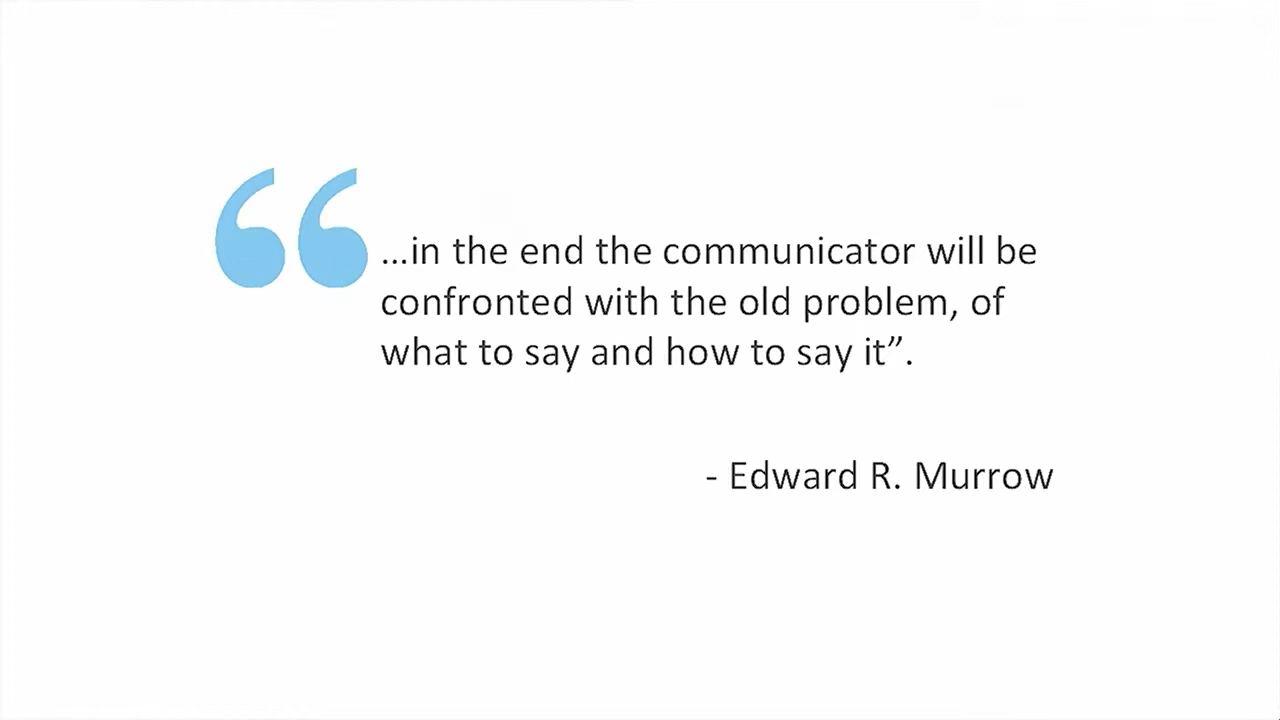 “…in the end the communicator will be
confronted with the old problem, of
what to say and how to say it”.
- Edward R. Murrow